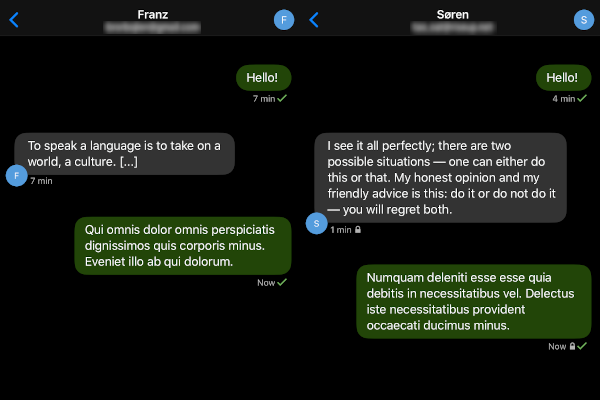 Franz
F
Hello!
7 min
To speak a language is to take on a
world, a culture. [...]
F
7 min
Qui omnis dolor omnis perspiciatis
dignissimos quis corporis minus.
Eveniet illo ab qui dolorum.
Now
Søren
S
Hello!
4 min
I see it all perfectly; there are two
possible situations — one can either do
this or that. My honest opinion and my
friendly advice is this: do it or do not do it
— you will regret both.
S
1 min
Numquam deleniti esse esse quia
debitis in necessitatibus vel. Delectus
iste necessitatibus provident
occaecati ducimus minus.
Now